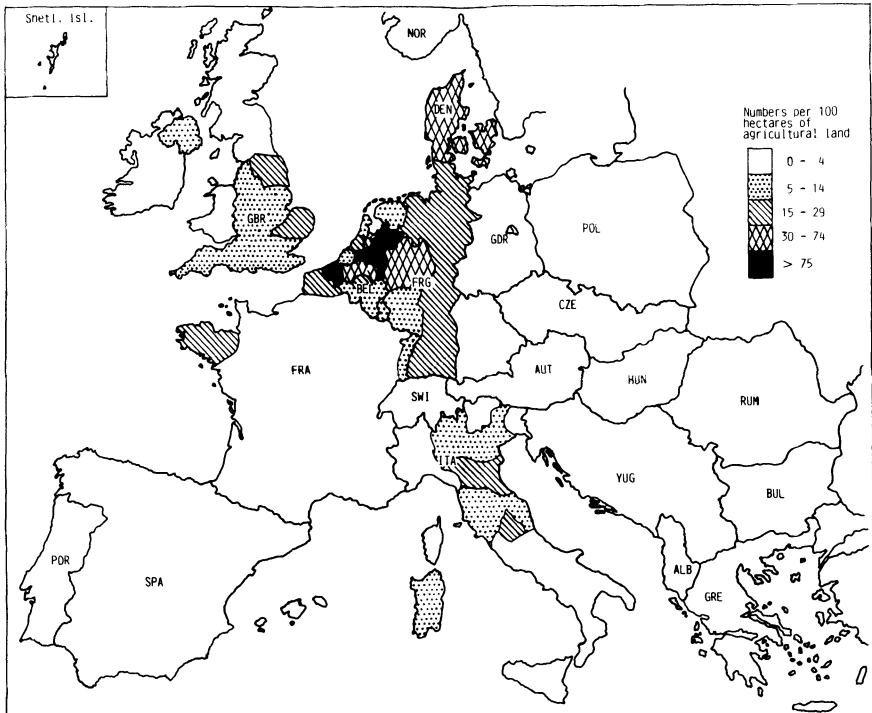 Snetl. Isl.
NOR
DEN
Numbers per 100
hectares of
agricultural land
0 - 4
5 - 14
15 - 29
30 - 74
> 75
GBR
GDR
POL
BEL
FRG
CZE
FRA
AUT
HUN
SWI
RUM
ITA
YUG
BUL
POR
SPA
ALB
GRE